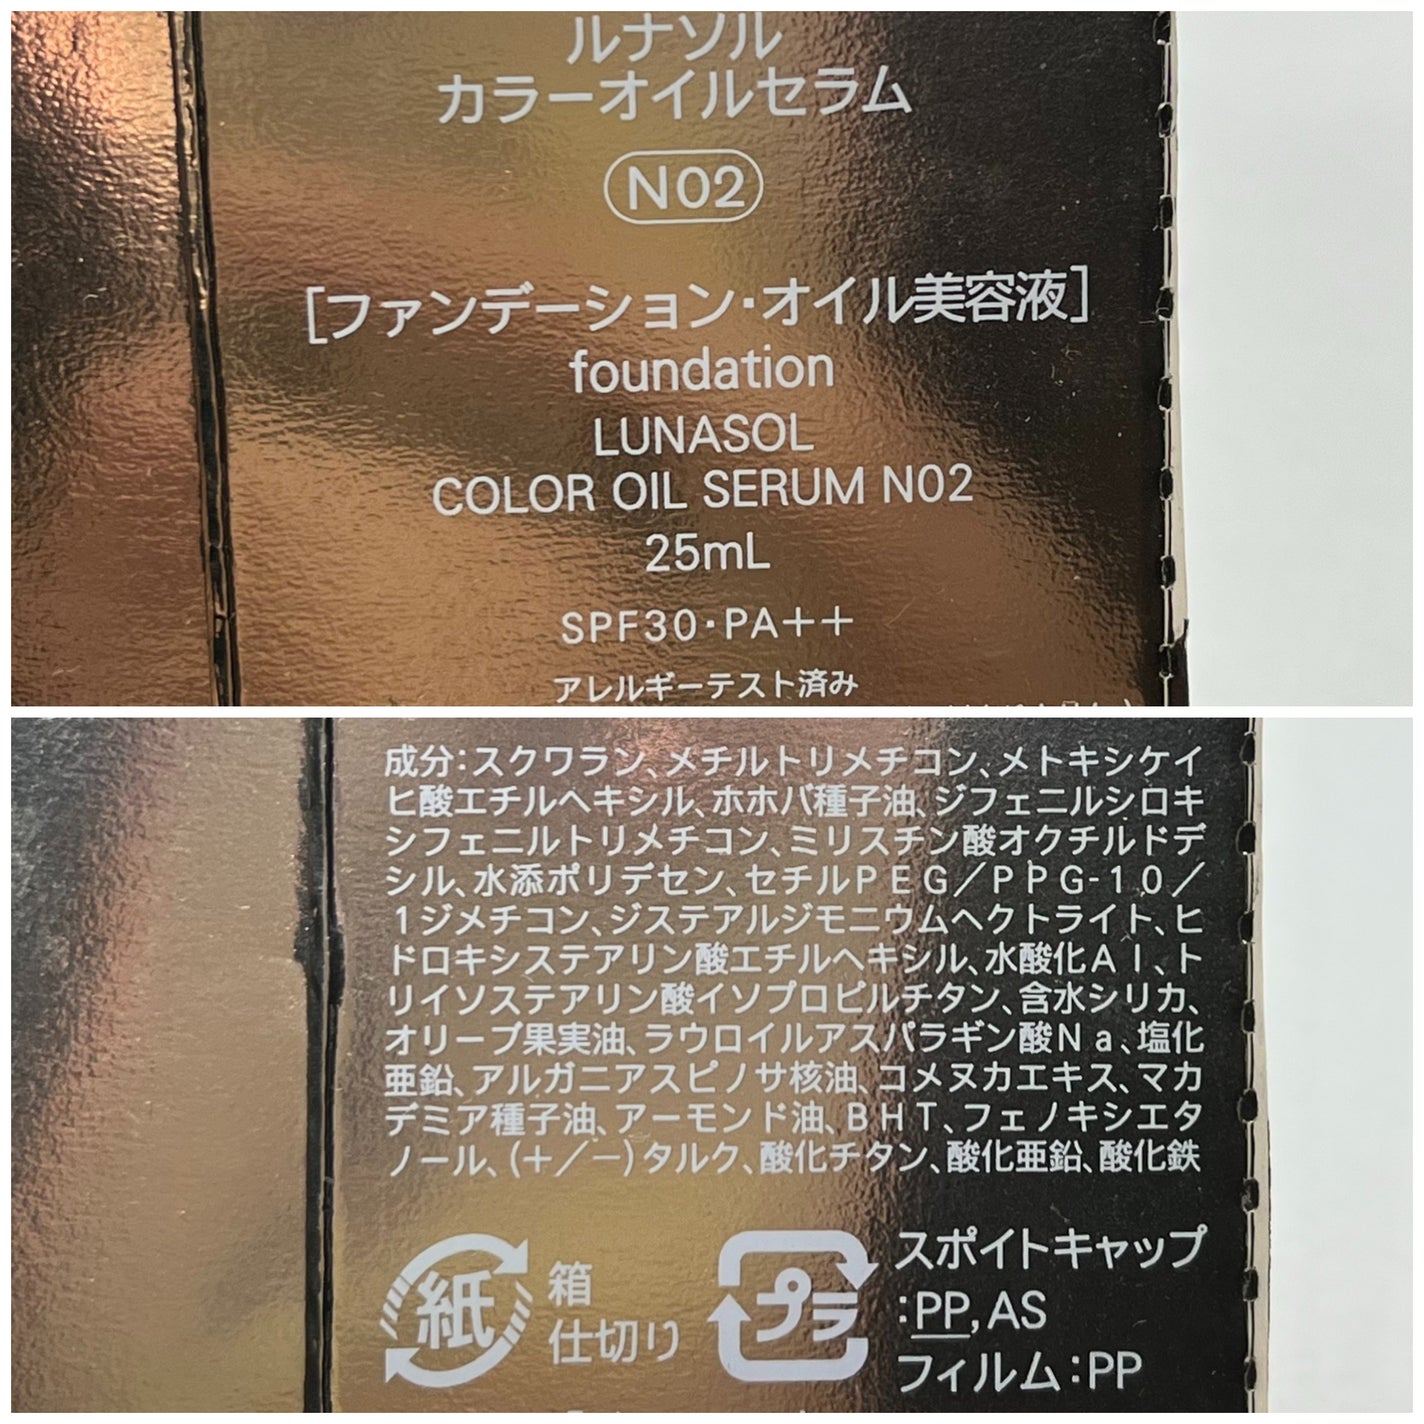 ルナソル
カラーオイルセラム
N02
[ファンデーション・オイル美容液]
foundation
LUNASOL
COLOR OIL SERUM N02
25mL
SPF30・PA++
アレルギーテスト済み
成分:スクワラン、メチルトリメチコン、メトキシケイ
ヒ酸エチルヘキシル、ホホバ種子油、ジフェニルシロキ
シフェニルトリメチコン、ミリスチン酸オクチルドデ
シル、水添ポリデセン、セチルPEG/PPG-10/
1ジメチコン、ジステアルジモニウムヘクトライト、ヒ
ドロキシステアリン酸エチルヘキシル、水酸化Al、ト
リイソステアリン酸イソプロピルチタン、含水シリカ、
オリーブ果実油、ラウロイルアスパラギン酸Na、塩化
亜鉛、アルガニアスピノサ核油、コメヌカエキス、マカ
デミア種子油、アーモンド油、BHT、フェノキシエタ
ノール、(+/-)タルク、酸化チタン、酸化亜鉛、酸化鉄
紙
箱
仕切り
プラ
スポイトキャップ
:PP,AS
フィルム:PP